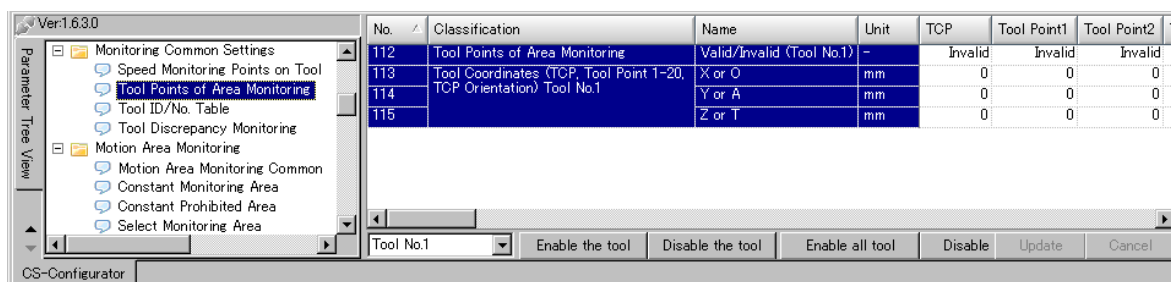 Ver:1.6.3.0
Parameter Tree View
Monitoring Common Settings
Speed Monitoring Points on Tool
Tool Points of Area Monitoring
Tool ID/No. Table
Tool Discrepancy Monitoring
Motion Area Monitoring
Motion Area Monitoring Common
Constant Monitoring Area
Constant Prohibited Area
Select Monitoring Area
CS-Configurator
No. Classification Name Unit TCP Tool Point1 Tool Point2
112 Tool Points of Area Monitoring Valid/Invalid (Tool No.1) - Invalid Invalid Invalid
113 Tool Coordinates (TCP, Tool Point 1-20, X or O mm 0 0 0
114 TCP Orientation) Tool No.1 Y or A mm 0 0 0
115 Z or T mm 0 0 0
Tool No.1 Enable the tool Disable the tool Enable all tool Disable Update Cancel